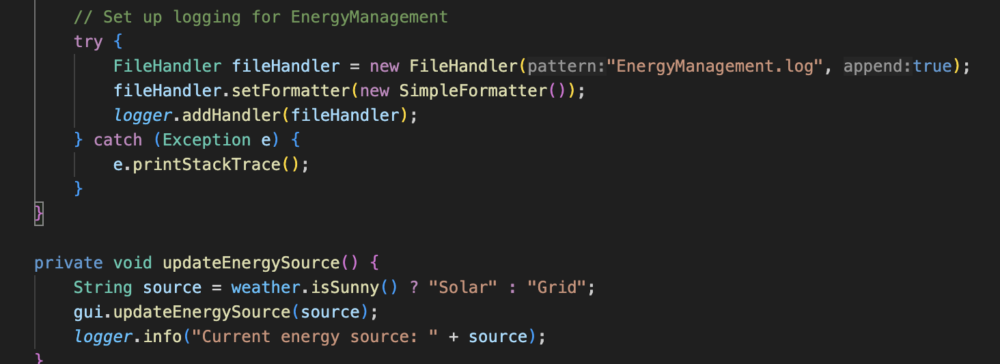 // Set up logging for EnergyManagement
try {
FileHandler fileHandler = new FileHandler(pattern:"EnergyManagement.log", append:true);
fileHandler.setFormatter(new SimpleFormatter());
logger.addHandler(fileHandler);
} catch (Exception e) {
e.printStackTrace();
}
}
private void updateEnergySource() {
String source = weather.isSunny() ? "Solar" : "Grid";
gui.updateEnergySource(source);
logger.info("Current energy source: " + source);
}